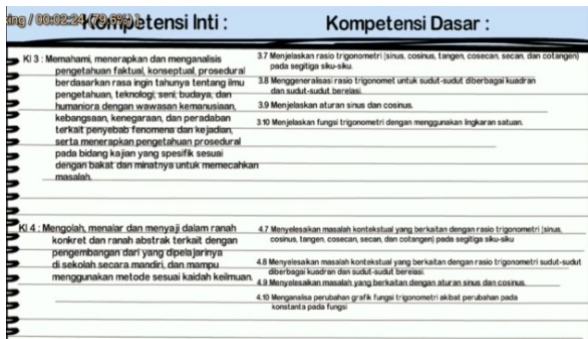 ing / 00:02:24 (79,6%) ]
Kompetensi Inti :
Kompetensi Dasar :
KI 3 : Memahami, menerapkan dan menganalisis
pengetahuan faktual, konseptual, prosedural
berdasarkan rasa ingin tahunya tentang ilmu
pengetahuan, teknologi, seni, budaya, dan
humaniora dengan wawasan kemanusiaan,
kebangsaan, kenegaraan, dan peradaban
terkait penyebab fenomena dan kejadian,
serta menerapkan pengetahuan prosedural
pada bidang kajian yang spesifik sesuai
dengan bakat dan minatnya untuk memecahkan
masalah.
3.7 Menjelaskan rasio trigonometri (sinus, cosinus, tangen, cosecan, secan, dan cotangen)
pada segitiga siku-siku.
3.8 Menggeneralisasi rasio trigonomet untuk sudut-sudut diberbagai kuadran
dan sudut-sudut berelasi.
3.9 Menjelaskan aturan sinus dan cosinus.
3.10 Menjelaskan fungsi trigonometri dengan menggunakan lingkaran satuan.
KI 4 : Mengolah, menalar dan menyaji dalam ranah
konkret dan ranah abstrak terkait dengan
pengembangan dari yang dipelajarinya
di sekolah secara mandiri, dan mampu
menggunakan metode sesuai kaidah keilmuan.
4.7 Menyelesaikan masalah kontekstual yang berkaitan dengan rasio trigonometri (sinus,
cosinus, tangen, cosecan, secan, dan cotangen) pada segitiga siku-siku
4.8 Menyelesaikan masalah kontekstual yang berkaitan dengan rasio trigonometri sudut-sudut
diberbagai kuadran dan sudut-sudut berelasi.
4.9 Menyelesaikan masalah yang berkaitan dengan aturan sinus dan cosinus.
4.10 Menganalisa perubahan grafik fungsi trigonometri akibat perubahan pada
konstanta pada fungsi